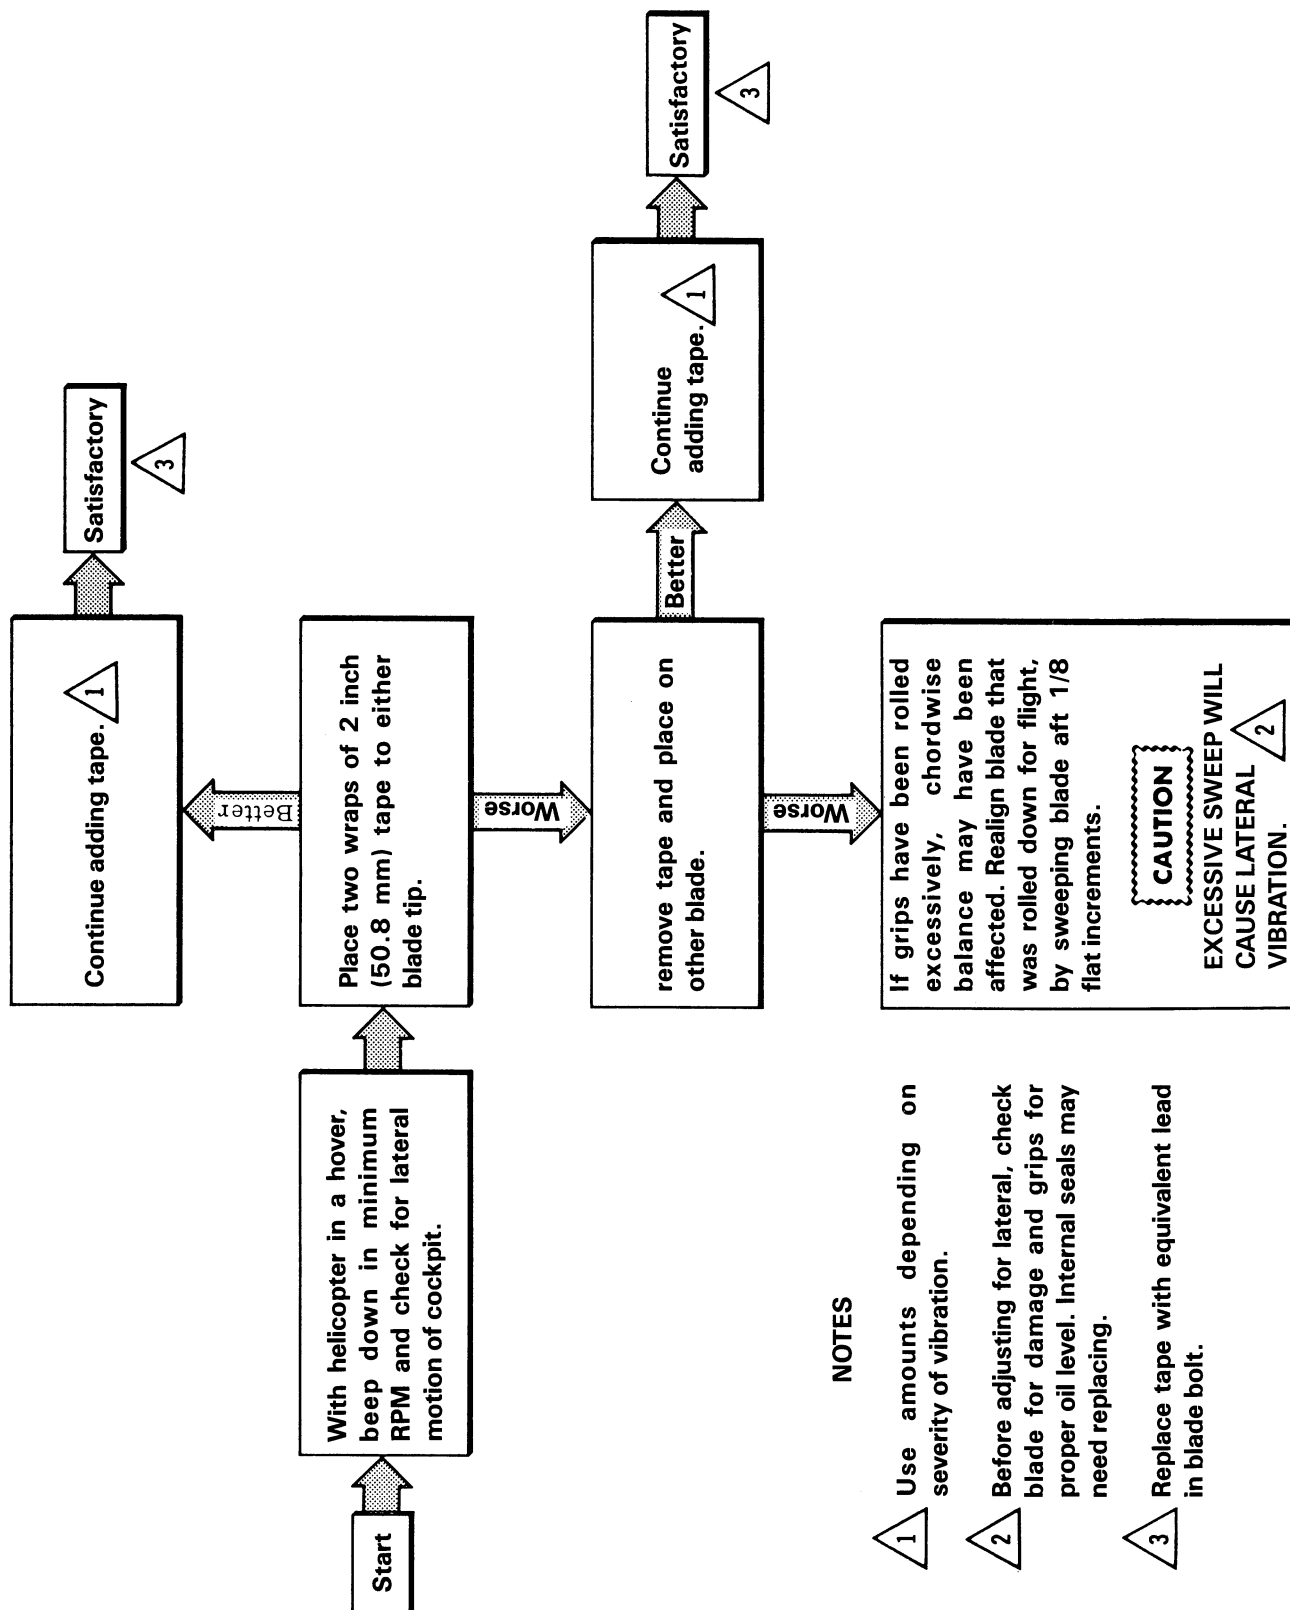 Start
With helicopter in a hover,
beep down in minimum
RPM and check for lateral
motion of cockpit.
Place two wraps of 2 inch
(50.8 mm) tape to either
blade tip.
Better
Continue adding tape. 1
Satisfactory
3
Worse
remove tape and place on
other blade.
Better
Continue
adding tape. 1
Satisfactory
3
Worse
If grips have been rolled
excessively, chordwise
balance may have been
affected. Realign blade that
was rolled down for flight,
by sweeping blade aft 1/8
flat increments.
CAUTION
EXCESSIVE SWEEP WILL
CAUSE LATERAL
VIBRATION. 2
NOTES
1 Use amounts depending on
severity of vibration.
2 Before adjusting for lateral, check
blade for damage and grips for
proper oil level. Internal seals may
need replacing.
3 Replace tape with equivalent lead
in blade bolt.